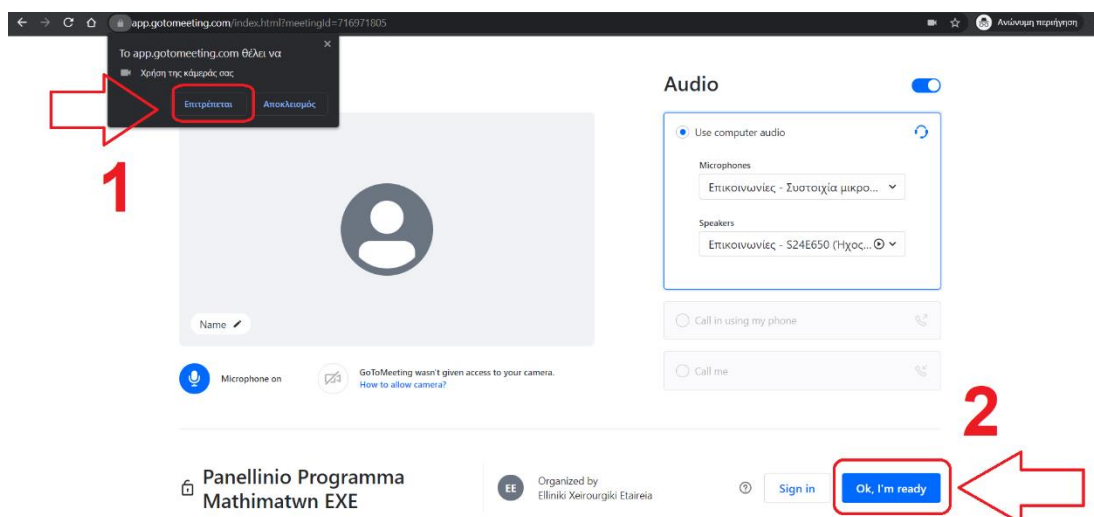 app.gotomeeting.com/index.html?meetingId=716971805
Ανώνυμη περιήγηση
Το app.gotomeeting.com θέλει να
Χρήση της κάμεράς σας
Επιτρέπεται
Αποκλεισμός
1
Name
Microphone on
GoToMeeting wasn't given access to your camera.
How to allow camera?
Audio
Use computer audio
Microphones
Επικοινωνίες - Συστοιχία μικρο...
Speakers
Επικοινωνίες - S24E650 (Ήχος...
Call in using my phone
Call me
2
Panellinio Programma
Mathimatwn EXE
EE
Organized by
Elliniki Xeirourgiki Etaireia
Sign in
Ok, I'm ready